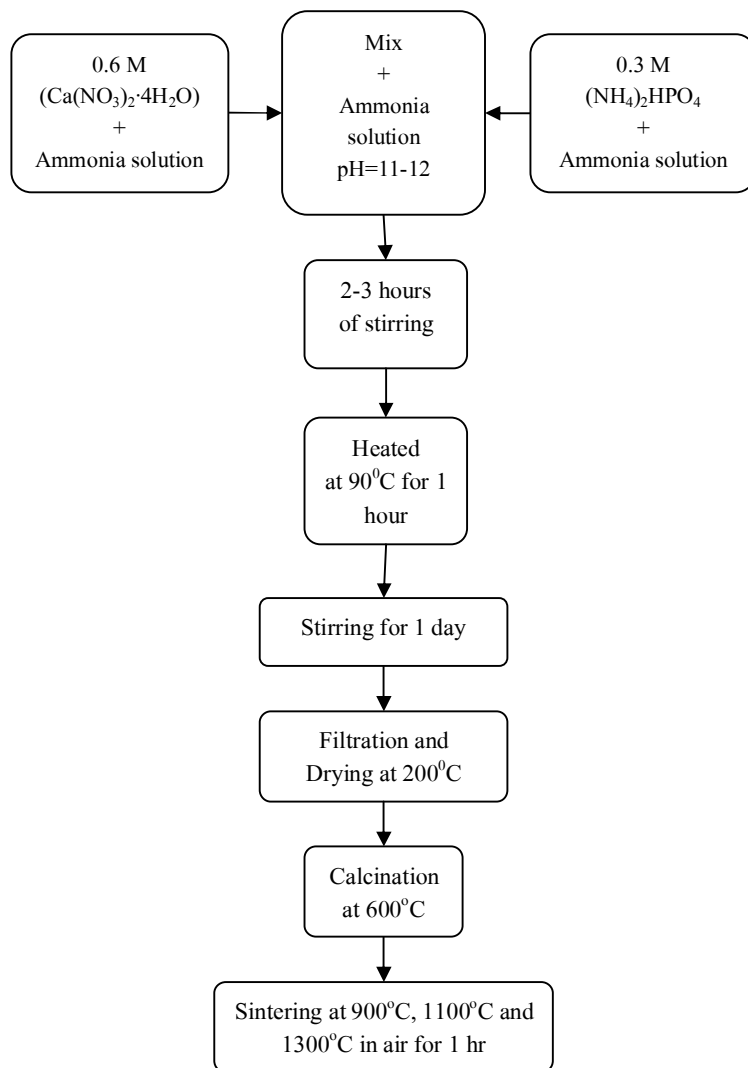 0.6 M
(Ca(NO₃)₂·4H₂O)
+
Ammonia solution
Mix
+
Ammonia
solution
pH=11-12
0.3 M
(NH₄)₂HPO₄
+
Ammonia solution
2-3 hours
of stirring
Heated
at 90⁰C for 1
hour
Stirring for 1 day
Filtration and
Drying at 200⁰C
Calcination
at 600°C
Sintering at 900°C, 1100°C and
1300°C in air for 1 hr